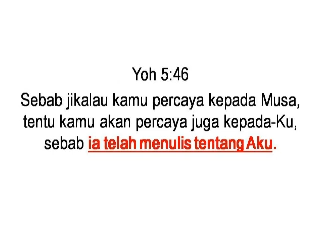 Yoh 5:46
Sebab jikalau kamu percaya kepada Musa,
tentu kamu akan percaya juga kepada-Ku,
sebab ia telah menulis tentang Aku.